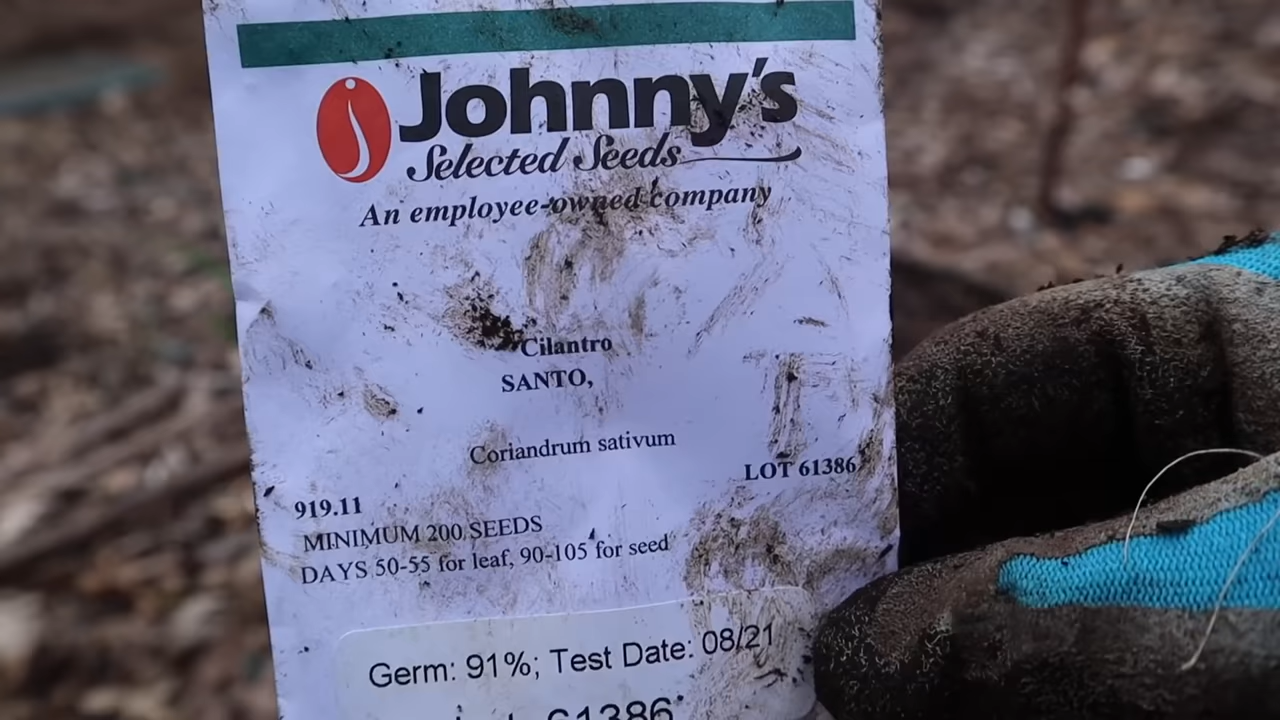 Johnny's
Selected Seeds
An employee-owned company
Cilantro
SANTO,
Coriandrum sativum
LOT 61386
919.11
MINIMUM 200 SEEDS
DAYS 50-55 for leaf, 90-105 for seed
Germ: 91%; Test Date: 08/21
61386